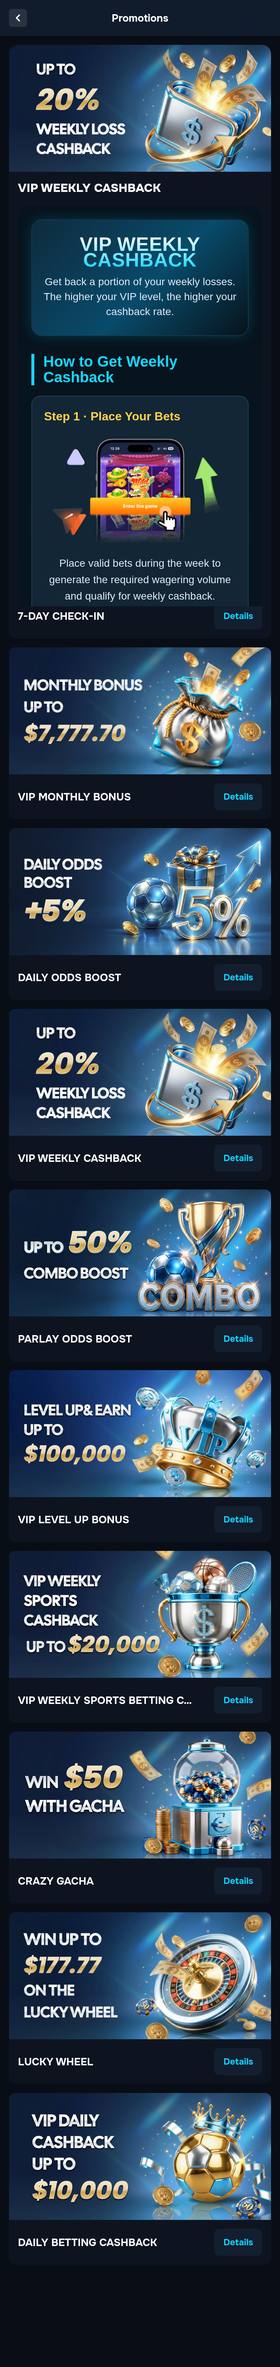 Promotions
UP TO
20%
WEEKLY LOSS
CASHBACK
VIP WEEKLY CASHBACK
VIP WEEKLY
CASHBACK
Get back a portion of your weekly losses.
The higher your VIP level, the higher your
cashback rate.
How to Get Weekly
Cashback
Step 1 · Place Your Bets
Enter the game
Place valid bets during the week to
generate the required wagering volume
and qualify for weekly cashback.
7-DAY CHECK-IN
Details
MONTHLY BONUS
UP TO
$7,777.70
VIP MONTHLY BONUS
Details
DAILY ODDS
BOOST
+5%
5%
DAILY ODDS BOOST
Details
UP TO
20%
WEEKLY LOSS
CASHBACK
VIP WEEKLY CASHBACK
Details
UP TO 50%
COMBO BOOST
COMBO
PARLAY ODDS BOOST
Details
LEVEL UP& EARN
UP TO
$100,000
VIP
VIP LEVEL UP BONUS
Details
VIP WEEKLY
SPORTS
CASHBACK
UP TO $20,000
VIP WEEKLY SPORTS BETTING C...
Details
WIN $50
WITH GACHA
CRAZY GACHA
Details
WIN UP TO
$177.77
ON THE
LUCKY WHEEL
LUCKY WHEEL
Details
VIP DAILY
CASHBACK
UP TO
$10,000
DAILY BETTING CASHBACK
Details